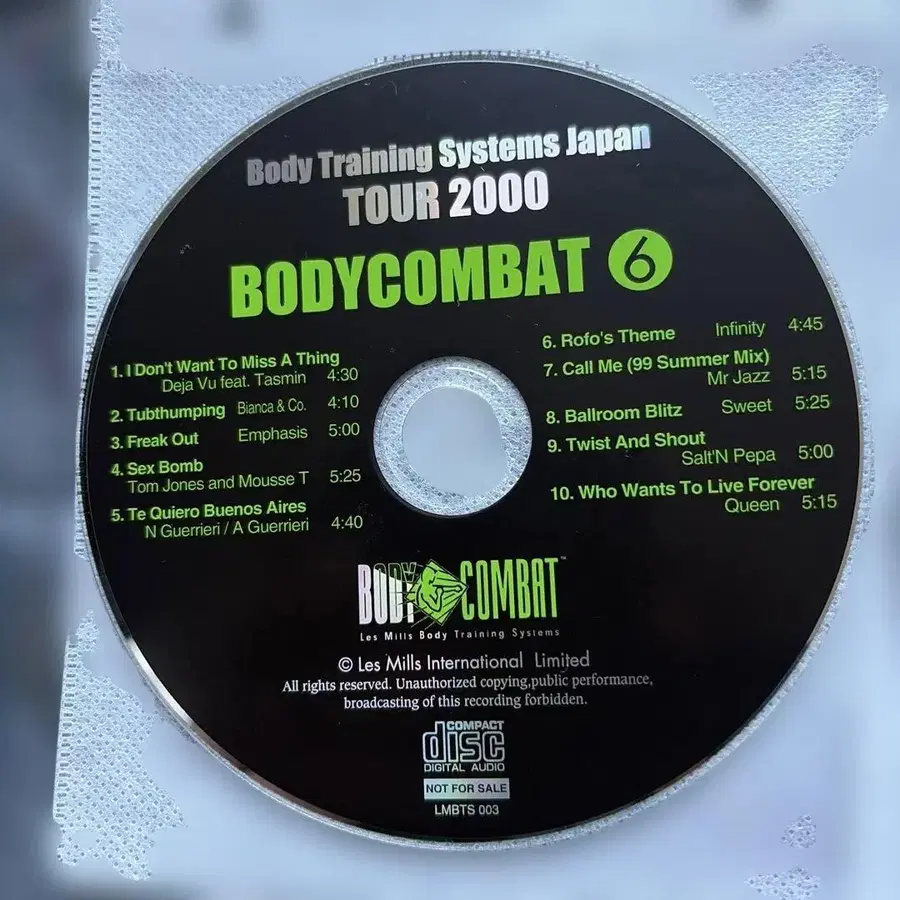 Body Training Systems Japan
TOUR 2000
BODYCOMBAT 6
1. I Don't Want To Miss A Thing
Deja Vu feat. Tasmin 4:30
2. Tubthumping Bianca & Co. 4:10
3. Freak Out Emphasis 5:00
4. Sex Bomb
Tom Jones and Mousse T 5:25
5. Te Quiero Buenos Aires
N Guerrieri / A Guerrieri 4:40
6. Rofo's Theme Infinity 4:45
7. Call Me (99 Summer Mix)
Mr Jazz 5:15
8. Ballroom Blitz Sweet 5:25
9. Twist And Shout
Salt'N Pepa 5:00
10. Who Wants To Live Forever
Queen 5:15
BODY COMBAT™
Les Mills Body Training Systems
© Les Mills International Limited
All rights reserved. Unauthorized copying,public performance,
broadcasting of this recording forbidden.
COMPACT
disc
DIGITAL AUDIO
NOT FOR SALE
LMBTS 003